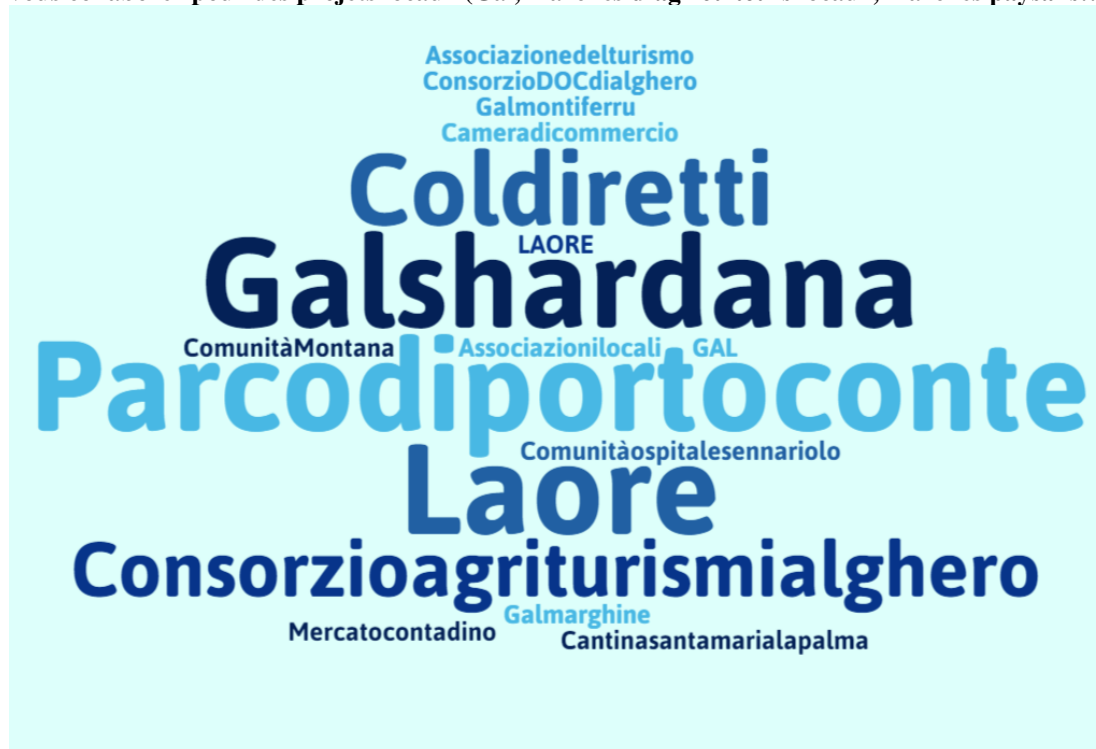 Associazionedelturismo
ConsorzioDOCdialghero
Galmontiferru
Cameradicommercio
Coldiretti
LAORE
Galshardana
ComunitàMontana Associazionilocali GAL
Parcodiportoconte
Comunitàospitalesennariolo
Laore
Consorzioagriturismialghero
Galmarghine
Mercatocontadino
Cantinasantamarialapalma